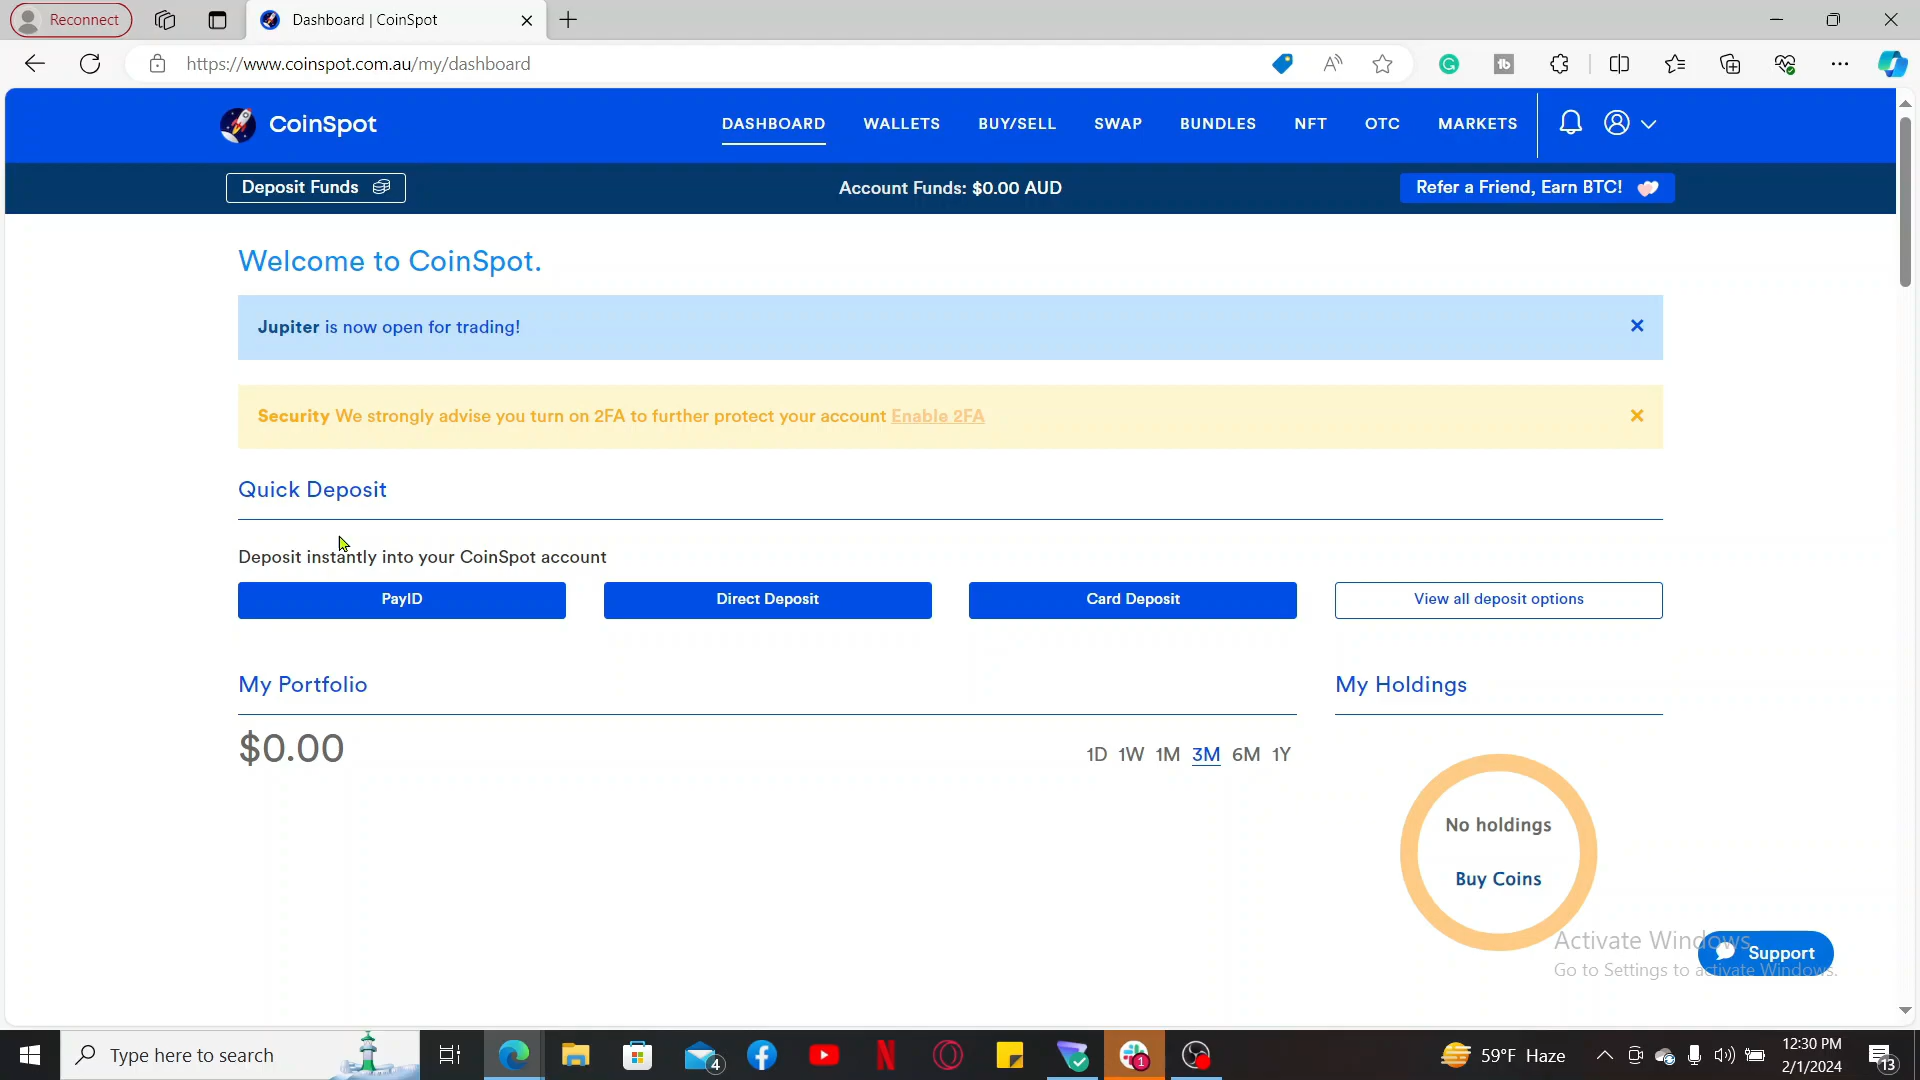 Reconnect
Dashboard | CoinSpot
https://www.coinspot.com.au/my/dashboard
CoinSpot
DASHBOARD WALLETS BUY/SELL SWAP BUNDLES NFT OTC MARKETS
Deposit Funds
Account Funds: $0.00 AUD
Refer a Friend, Earn BTC!
Welcome to CoinSpot.
Jupiter is now open for trading!
Security We strongly advise you turn on 2FA to further protect your account Enable 2FA
Quick Deposit
Deposit instantly into your CoinSpot account
PayID
Direct Deposit
Card Deposit
View all deposit options
My Portfolio
My Holdings
$0.00
1D 1W 1M 3M 6M 1Y
No holdings
Buy Coins
Activate Windows
Go to Settings to activate Windows.
Support
Type here to search
4
1
59°F Haze
12:30 PM
2/1/2024
13